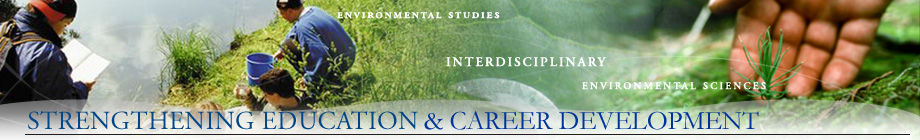 ENVIRONMENTAL STUDIES
INTERDISCIPLINARY
ENVIRONMENTAL SCIENCES
STRENGTHENING EDUCATION & CAREER DEVELOPMENT